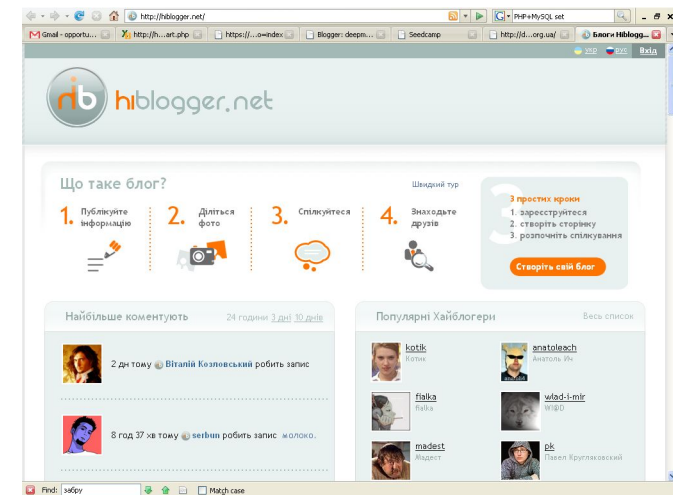 http://hiblogger.net/
PHP+MySQL set
Gmail - opportu...
http://h...art.php
https://...o=index
Blogger: deepm...
Seedcamp
http://d...org.ua/
Блоги Hiblogg...
УКР РУС Вхід
hiblogger.net
Що таке блог?
Швидкий тур
1. Публікуйте інформацію
2. Діліться фото
3. Спілкуйтеся
4. Знаходьте друзів
3
3 простих кроки
1. зареєструйтеся
2. створіть сторінку
3. розпочніть спілкування
Створіть свій блог
Найбільше коментують
24 години 3 дні 10 днів
2 дн тому Віталій Козловський робить запис
8 год 37 хв тому serbun робить запис молоко.
Популярні Хайблогери
Весь список
kotik
Котик
anatoleach
Анатоль Ич
fialka
fialka
wlad-i-mir
Wl@D
madest
Мадест
pk
Павел Кругляковский
Find: забру
Match case